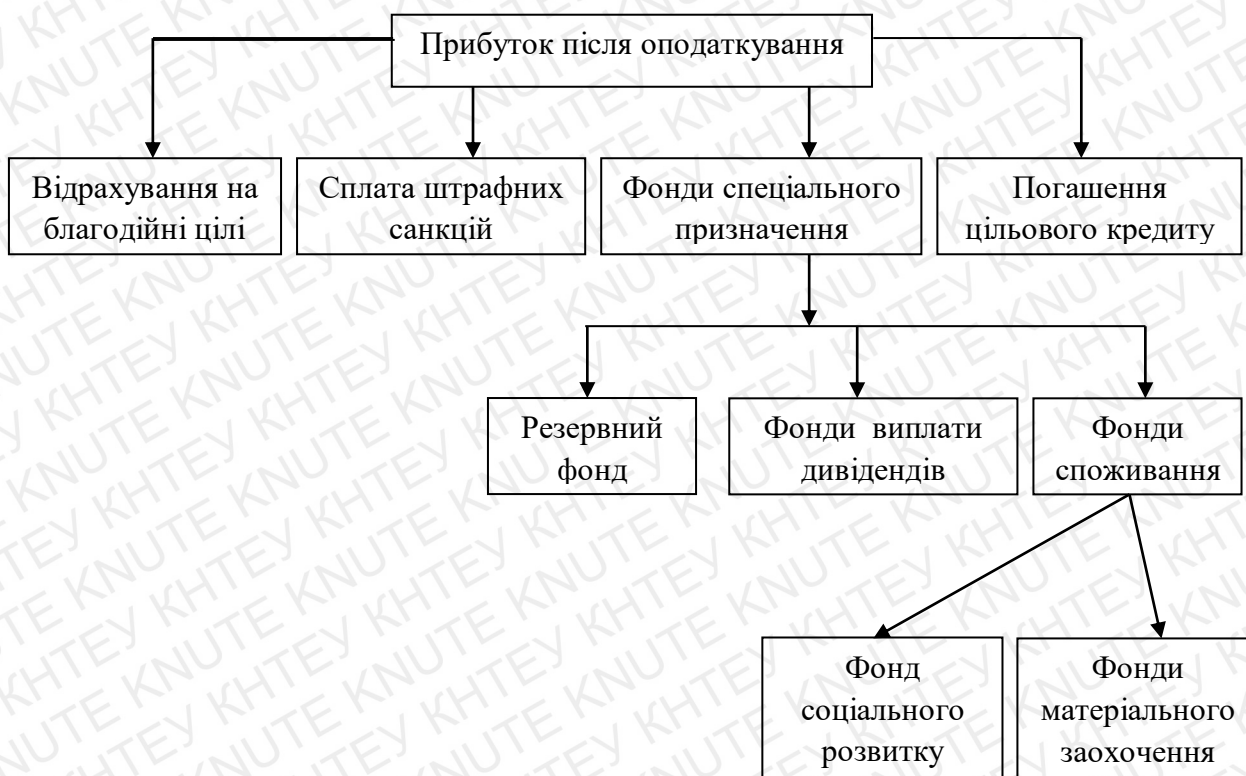 Прибуток після оподаткування
Відрахування на
благодійні цілі
Сплата штрафних
санкцій
Фонди спеціального
призначення
Погашення
цільового кредиту
Резервний
фонд
Фонди виплати
дивідендів
Фонди
споживання
Фонд
соціального
розвитку
Фонди
матеріального
заохочення